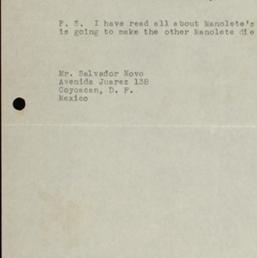 P. S.  I have read all about Manolete's
is going to make the other Manolete die
Mr. Salvador Novo
Avenida Juarez 138
Coyoacan, D. F.
Mexico